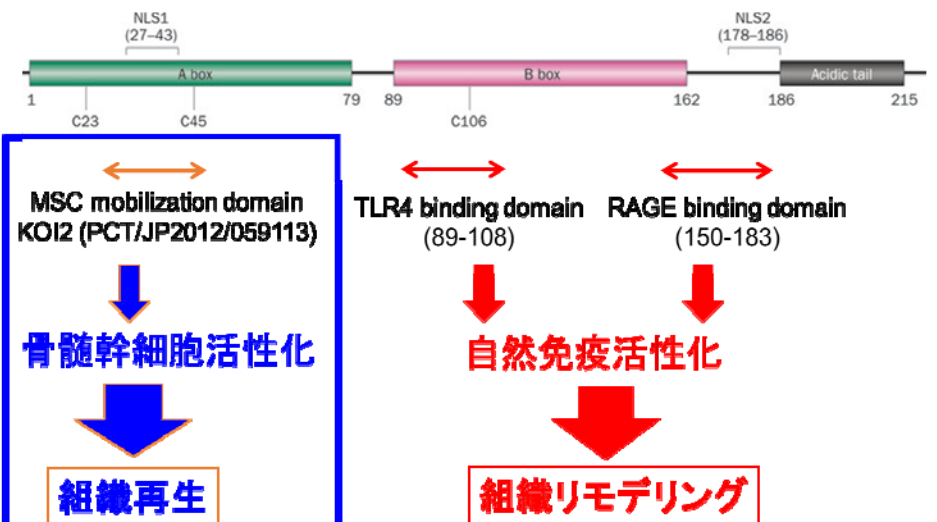 NLS1
(27–43)
NLS2
(178–186)
A box
B box
Acidic tail
1
79
89
162
186
215
C23
C45
C106
MSC mobilization domain
KOI2 (PCT/JP2012/059113)
TLR4 binding domain
(89-108)
RAGE binding domain
(150-183)
骨髄幹細胞活性化
自然免疫活性化
組織再生
組織リモデリング